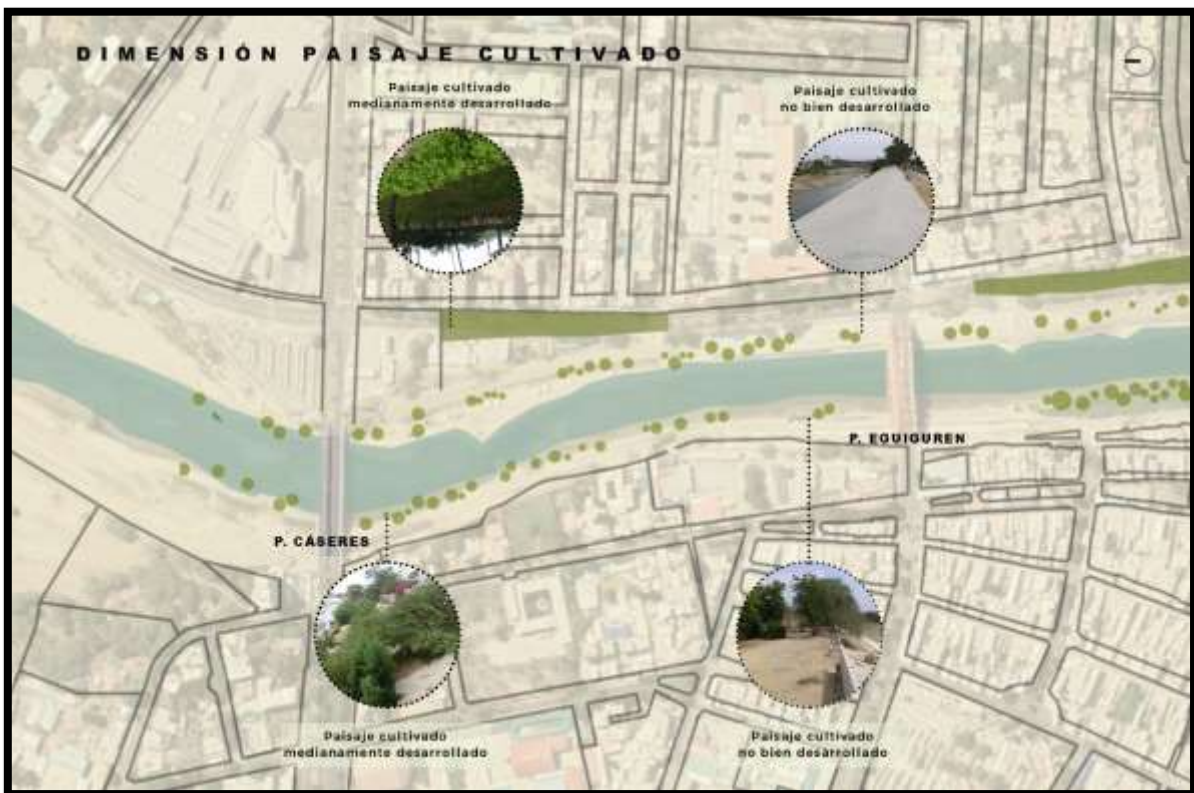 DIMENSIÓN PAISAJE CULTIVADO
Paisaje cultivado
medianamente desarrollado
Paisaje cultivado
no bien desarrollado
P. EGUIGUREN
P. CÁSERES
Paisaje cultivado
medianamente desarrollado
Paisaje cultivado
no bien desarrollado